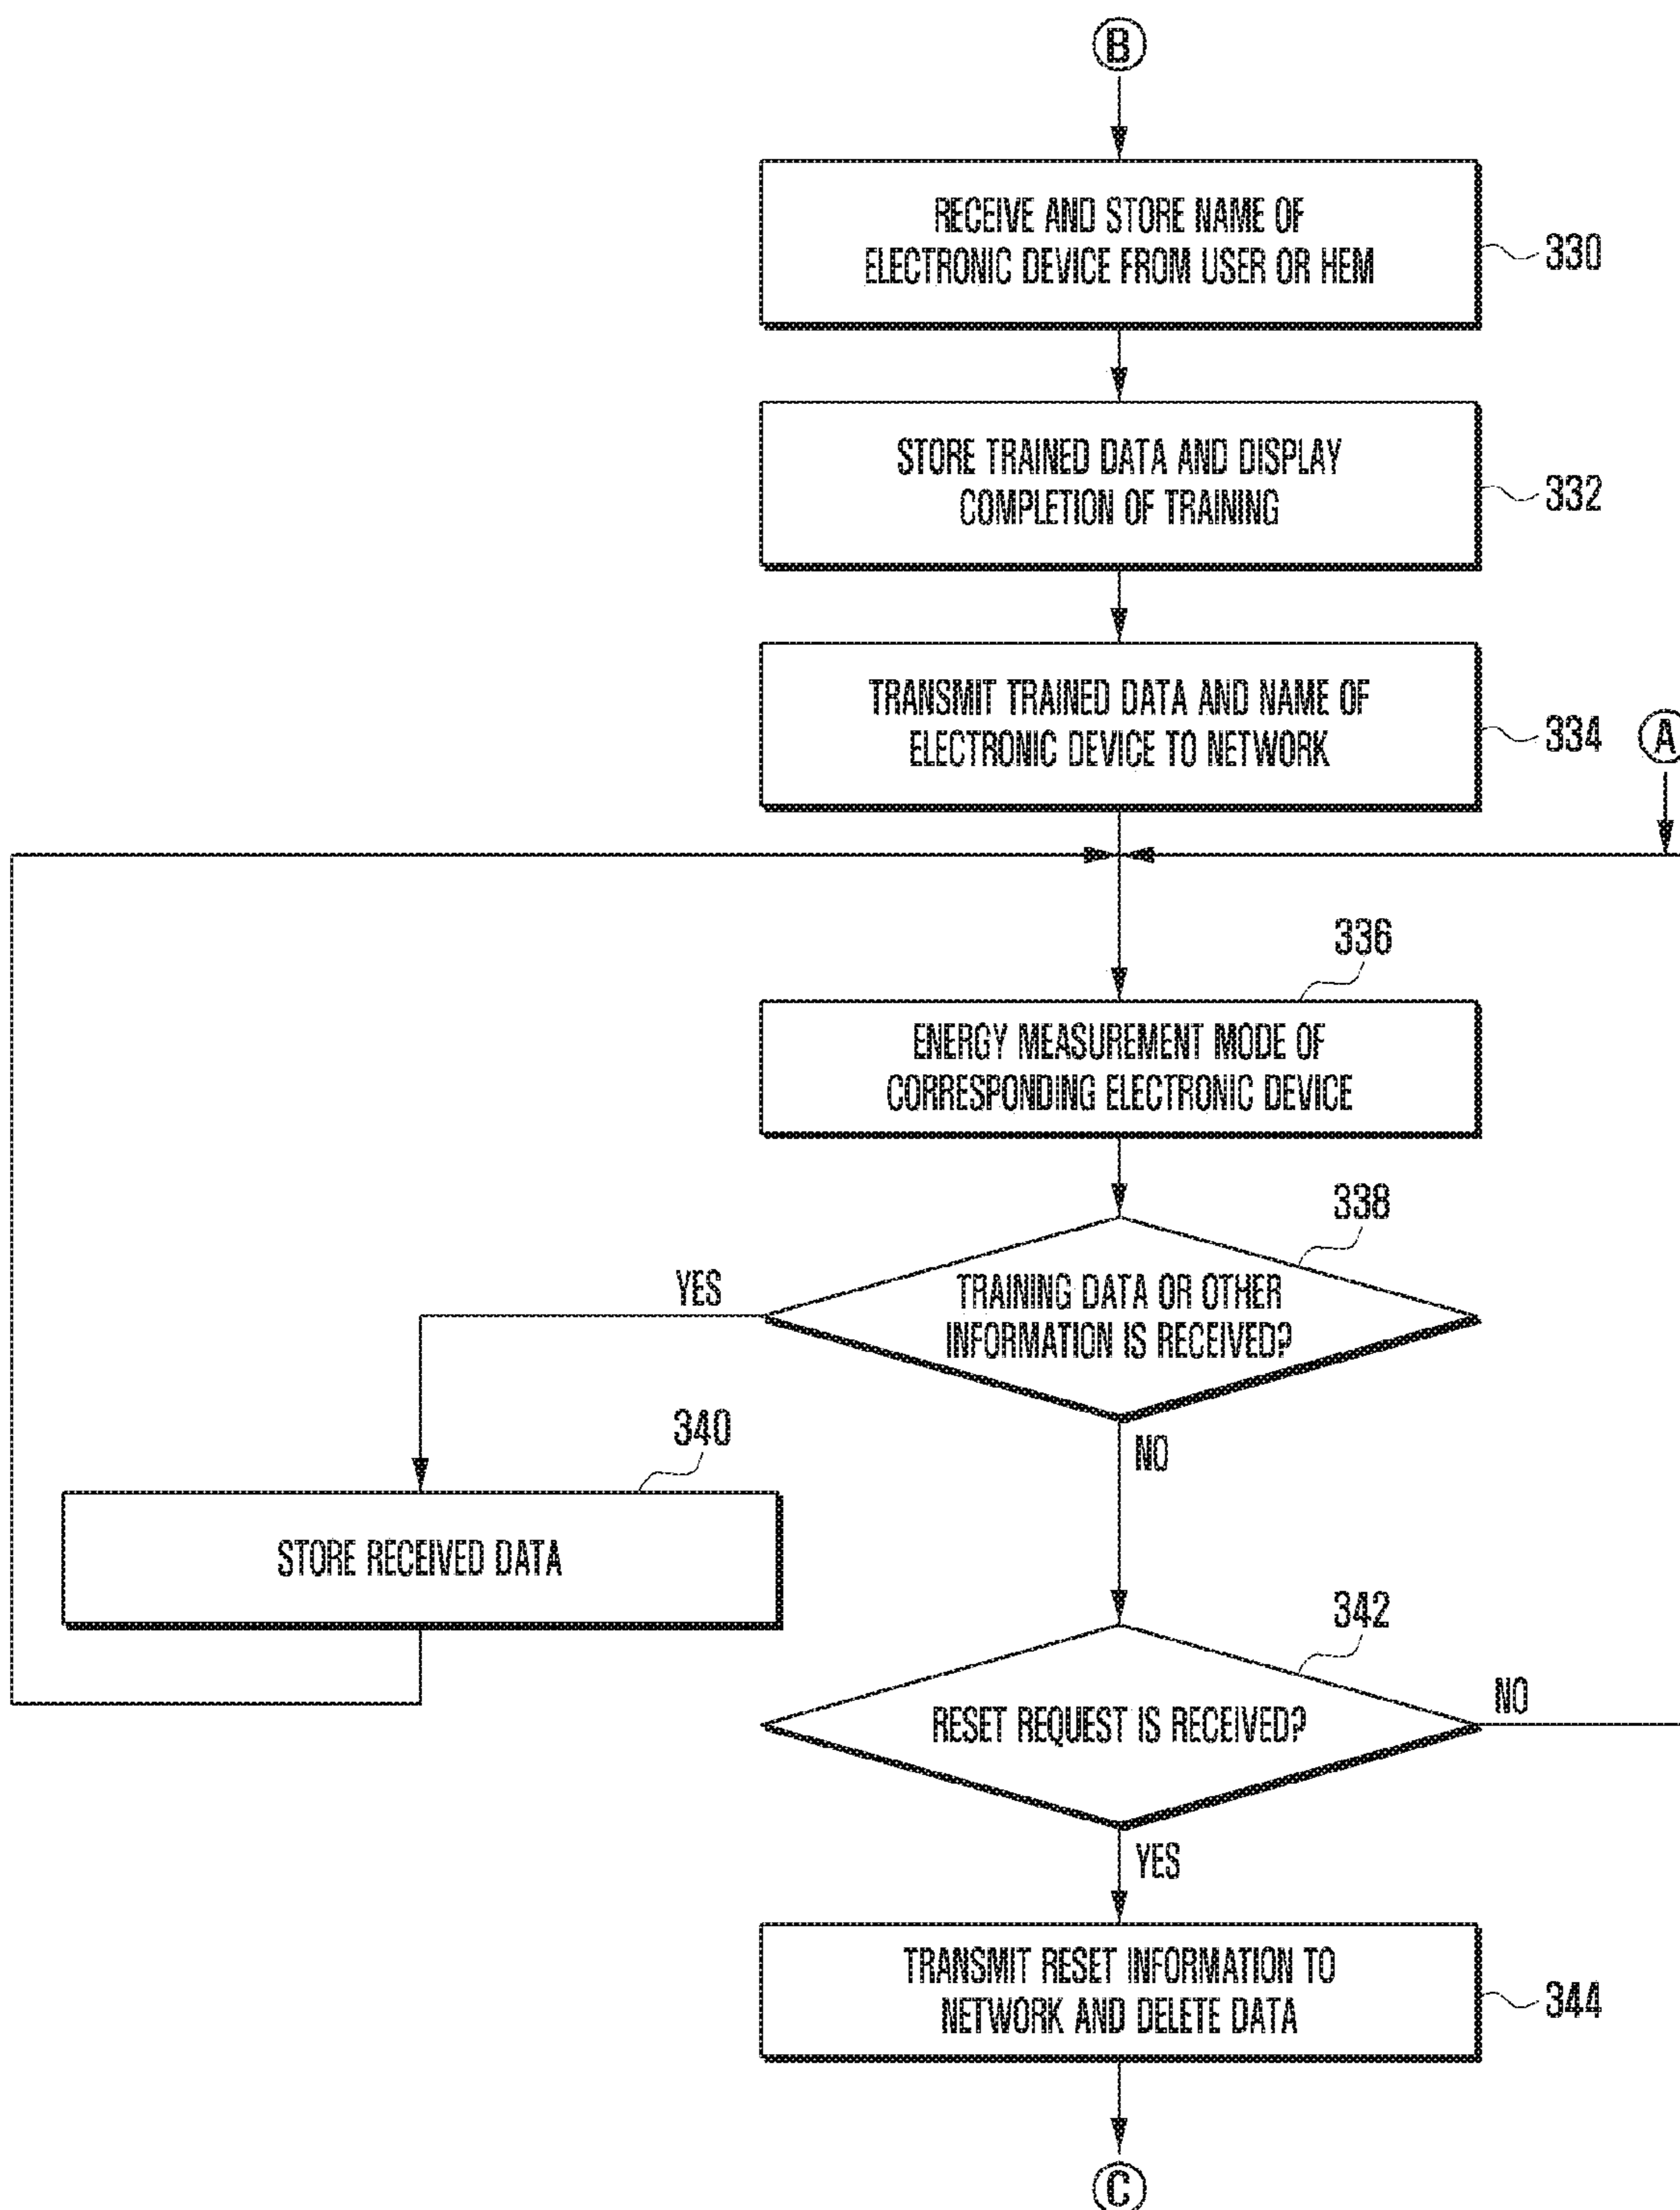 B
RECEIVE AND STORE NAME OF
ELECTRONIC DEVICE FROM USER OR HEM
330
STORE TRAINED DATA AND DISPLAY
COMPLETION OF TRAINING
332
TRANSMIT TRAINED DATA AND NAME OF
ELECTRONIC DEVICE TO NETWORK
334
A
336
ENERGY MEASUREMENT MODE OF
CORRESPONDING ELECTRONIC DEVICE
338
YES
TRAINING DATA OR OTHER
INFORMATION IS RECEIVED?
NO
340
STORE RECEIVED DATA
342
NO
RESET REQUEST IS RECEIVED?
YES
TRANSMIT RESET INFORMATION TO
NETWORK AND DELETE DATA
344
C